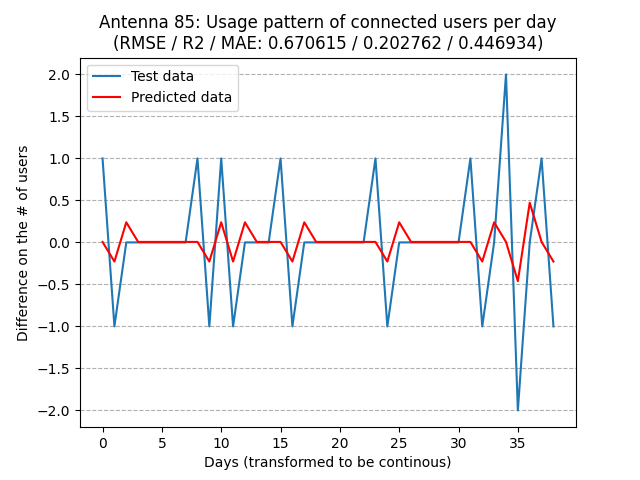 Antenna 85: Usage pattern of connected users per day
(RMSE / R2 / MAE: 0.670615 / 0.202762 / 0.446934)
Test data
Predicted data
2.0
1.5
1.0
0.5
0.0
−0.5
−1.0
−1.5
−2.0
Difference on the # of users
0 5 10 15 20 25 30 35
Days (transformed to be continous)